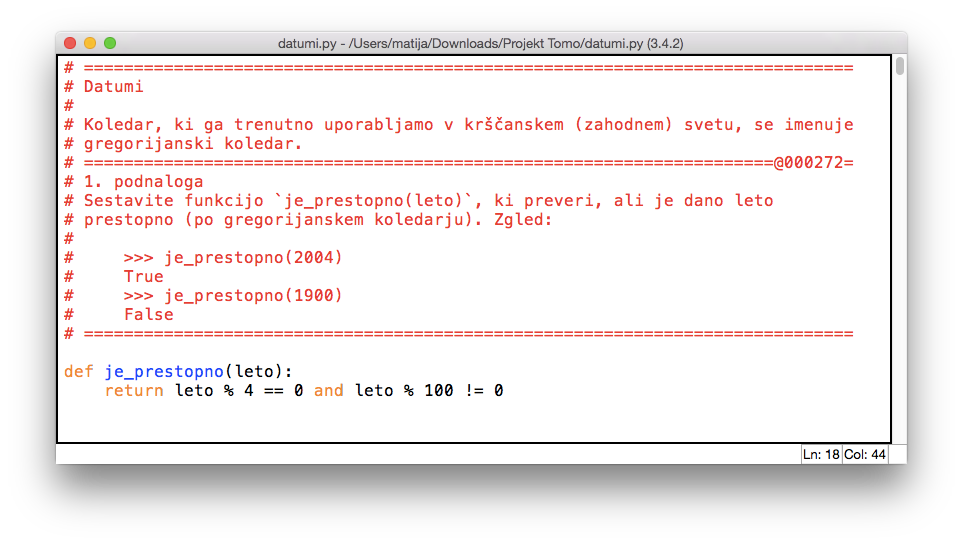 datumi.py - /Users/matija/Downloads/Projekt Tomo/datumi.py (3.4.2)
# =============================================================================
# Datumi
#
# Koledar, ki ga trenutno uporabljamo v krščanskem (zahodnem) svetu, se imenuje
# gregorijanski koledar.
# =====================================================================@000272=
# 1. podnaloga
# Sestavite funkcijo `je_prestopno(leto)`, ki preveri, ali je dano leto
# prestopno (po gregorijanskem koledarju). Zgled:
#
#     >>> je_prestopno(2004)
#     True
#     >>> je_prestopno(1900)
#     False
# =============================================================================
def je_prestopno(leto):
    return leto % 4 == 0 and leto % 100 != 0
Ln: 18 Col: 44